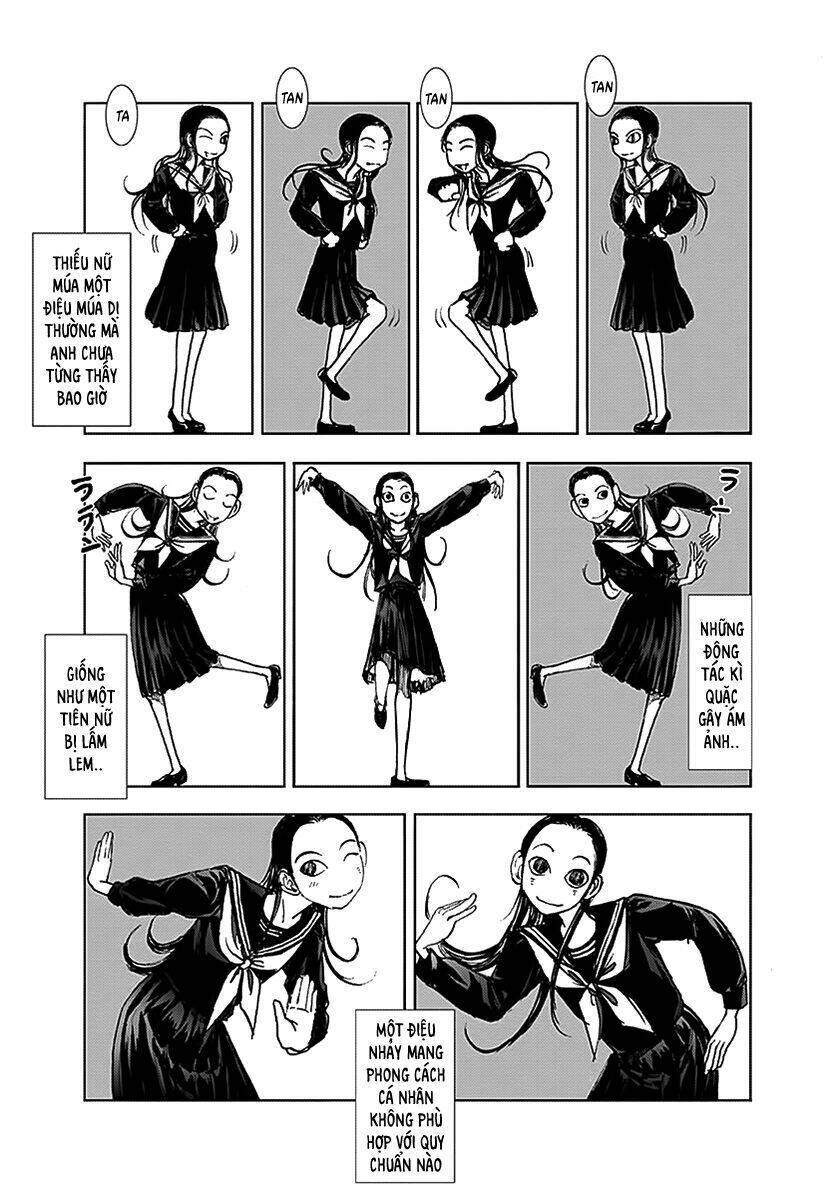 TAN
TAN
TAN
TA
THIẾU NỮ
MÚA MỘT
ĐIỆU MÚA DỊ
THƯỜNG MÀ
ANH CHƯA
TỪNG THẤY
BAO GIỜ
ラ
ララ
NHỮNG
ĐỘNG
TÁC KÌ
QUẶC
GÂY ÁM
ẢNH..
GIỐNG
NHƯ MỘT
TIÊN NỮ
BỊ LẤM
LEM..
MỘT ĐIỆU
NHẢY MANG
PHONG CÁCH
CÁ NHÂN
KHÔNG PHÙ
HỢP VỚI QUY
CHUẨN NÀO